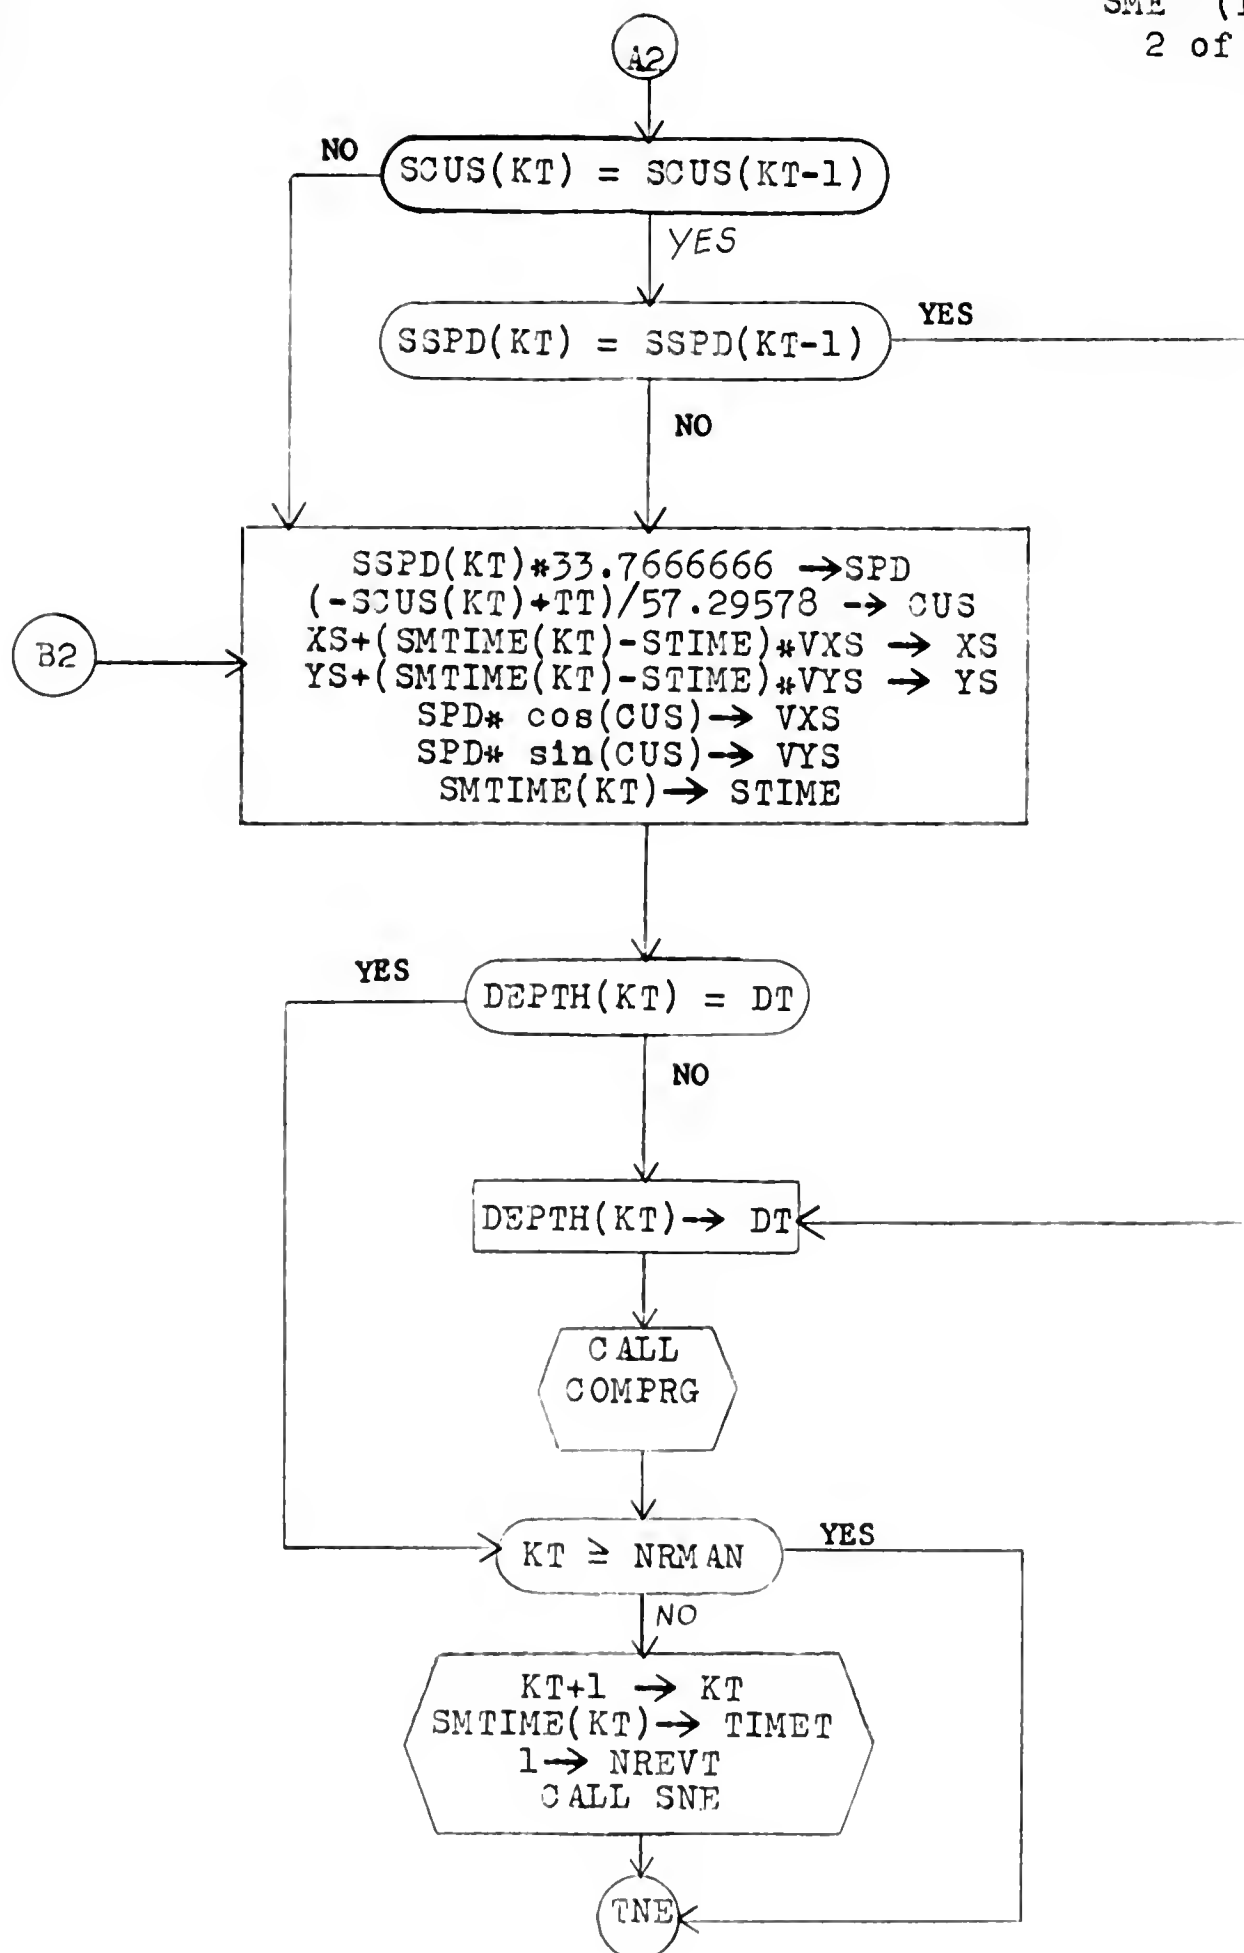 SME (1
2 of
A2
NO
SCUS(KT) = SCUS(KT-1)
YES
SSPD(KT) = SSPD(KT-1)
YES
NO
SSPD(KT)*33.7666666 →SPD
(-SCUS(KT)+TT)/57.29578 → CUS
XS+(SMTIME(KT)-STIME)*VXS → XS
YS+(SMTIME(KT)-STIME)*VYS → YS
SPD* cos(CUS)→ VXS
SPD* sin(CUS)→ VYS
SMTIME(KT)→ STIME
B2
YES
DEPTH(KT) = DT
NO
DEPTH(KT)→ DT
CALL
COMPRG
KT ≥ NRMAN
YES
NO
KT+1 → KT
SMTIME(KT)→ TIMET
1→ NREVT
CALL SNE
TNE